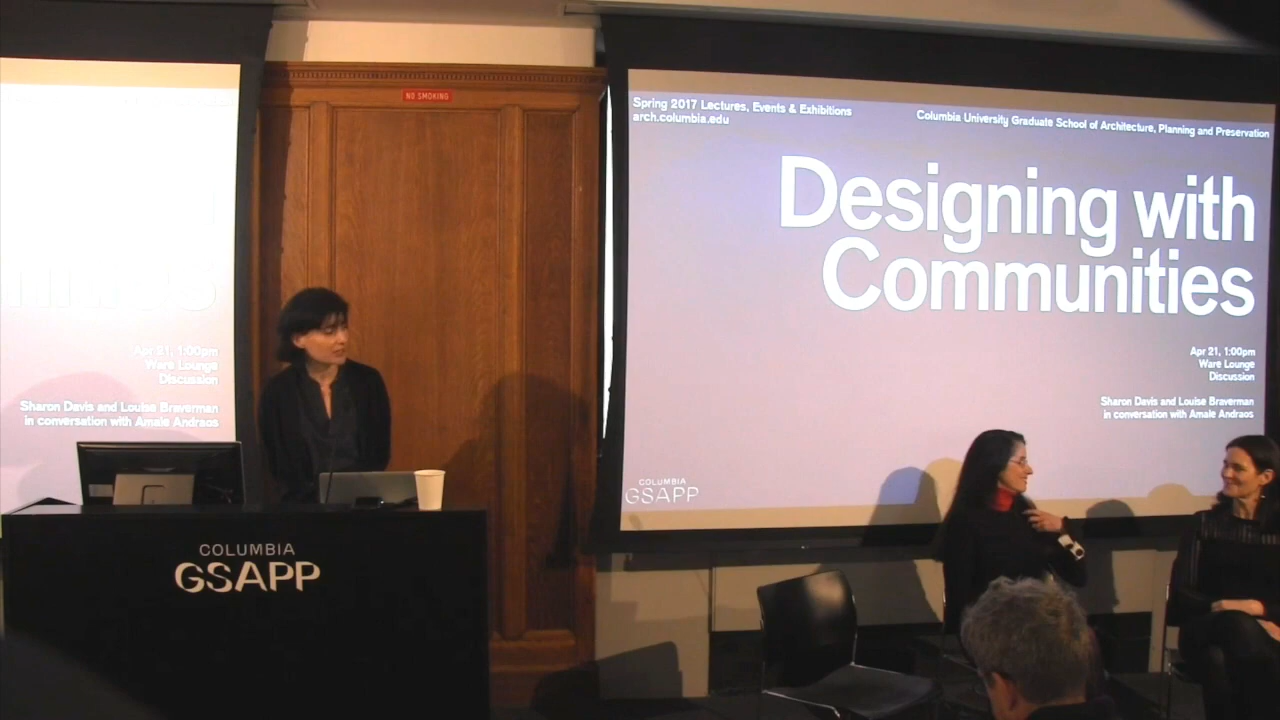 NO SMOKING
Apr 21, 1:00pm
Ware Lounge
Discussion
Sharon Davis and Louise Braverman
in conversation with Amale Andraos
COLUMBIA
GSAPP
Spring 2017 Lectures, Events & Exhibitions
arch.columbia.edu
Columbia University Graduate School of Architecture, Planning and Preservation
Designing with
Communities
Apr 21, 1:00pm
Ware Lounge
Discussion
Sharon Davis and Louise Braverman
in conversation with Amale Andraos
COLUMBIA
GSAPP